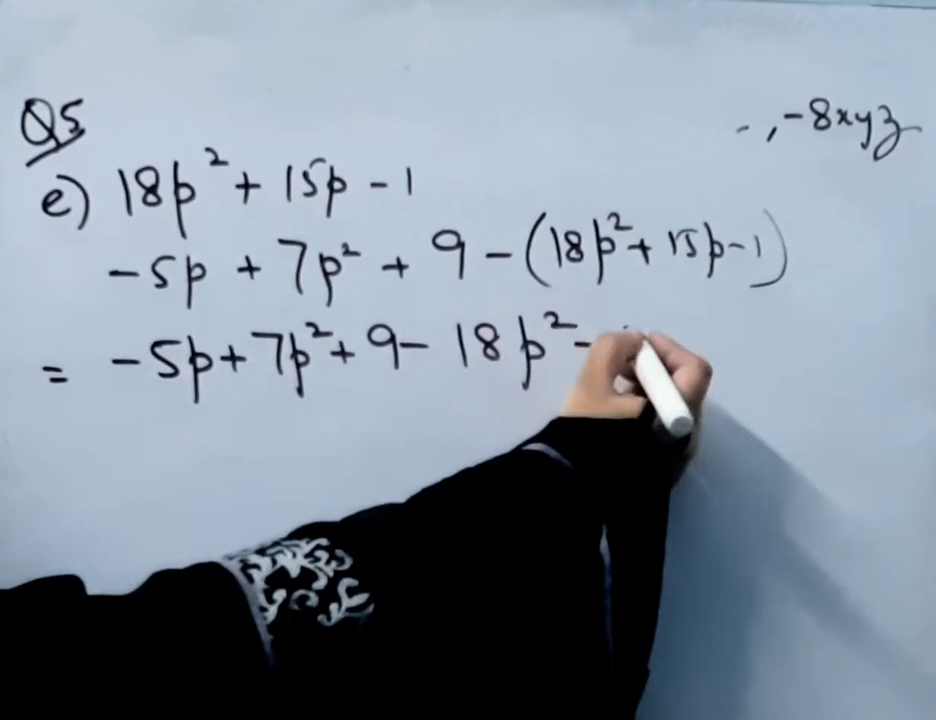 Q5
.. , -8xyz
e) 18p² + 15p - 1
-5p + 7p² + 9 - (18p² + 15p - 1)
= -5p + 7p² + 9 - 18p² -